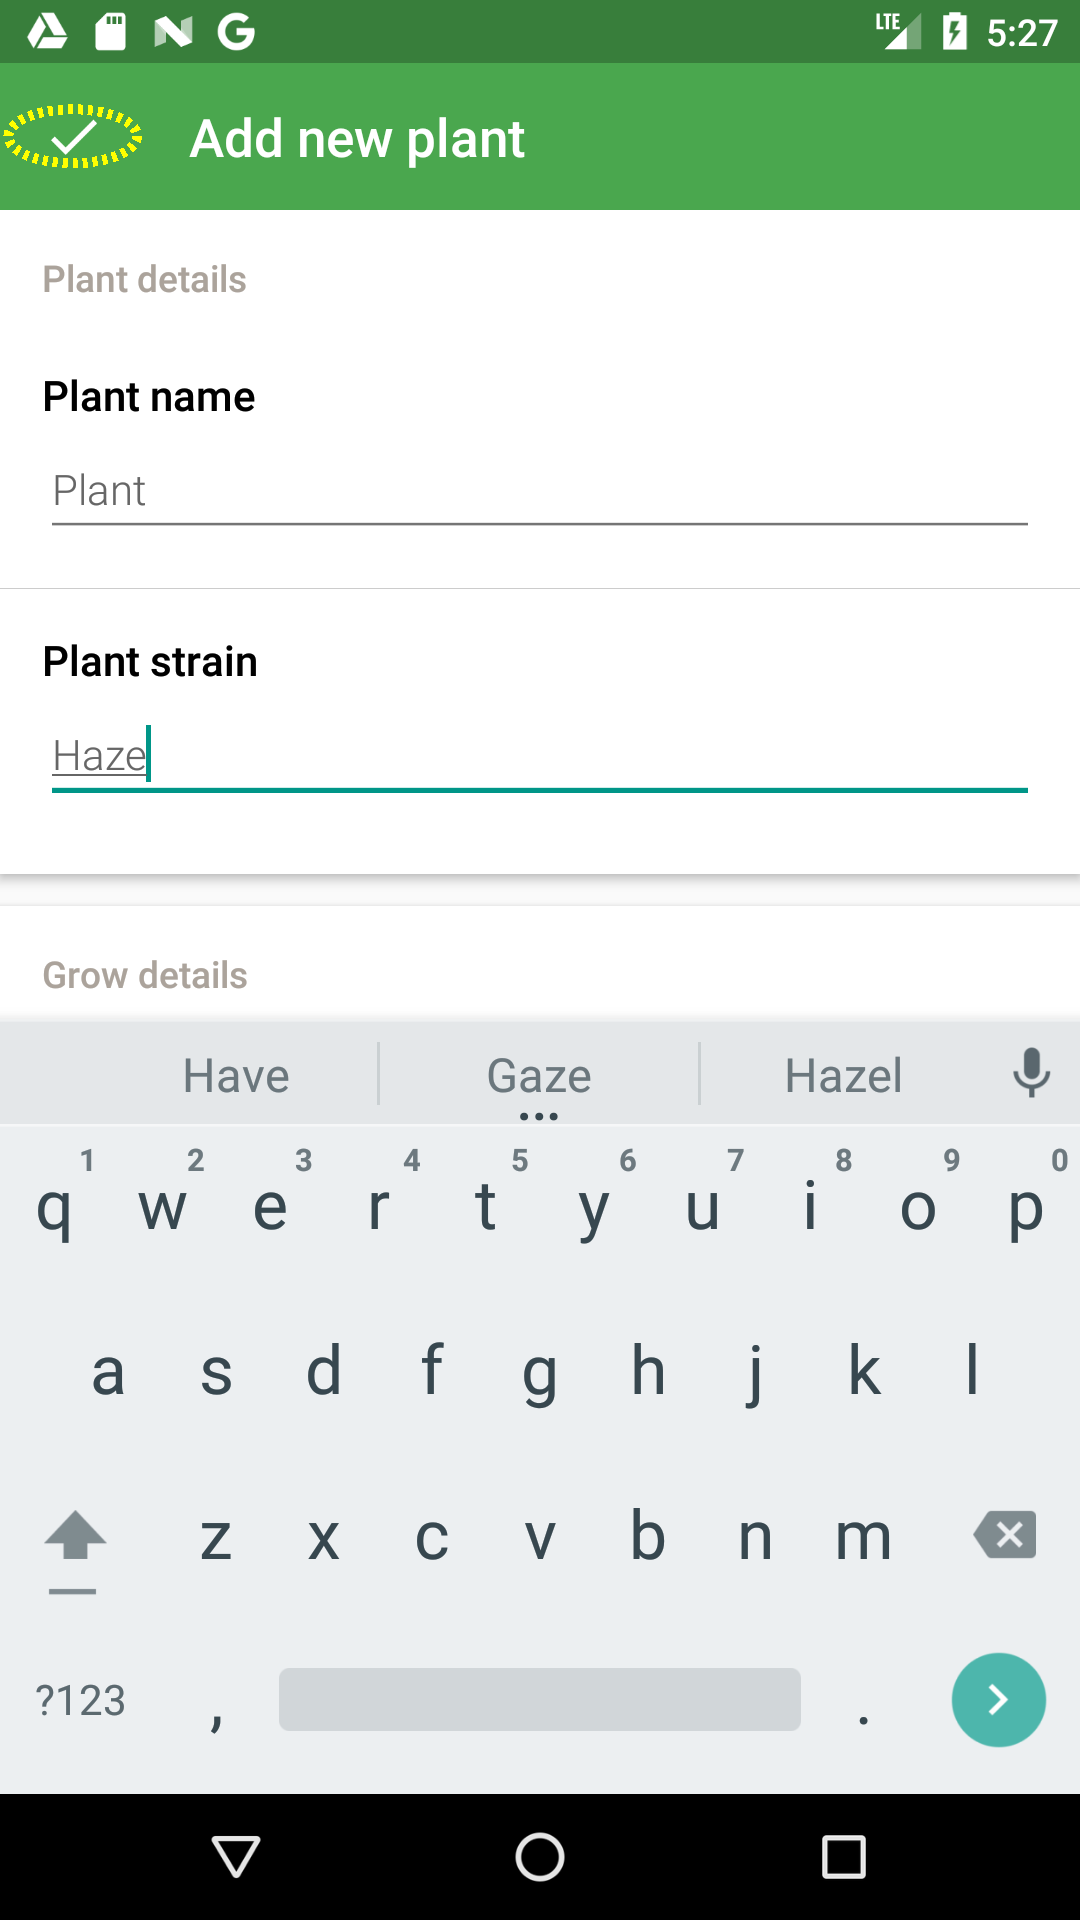 LTE 5:27
Add new plant
Plant details
Plant name
Plant
Plant strain
Haze
Grow details
Have Gaze Hazel
1 2 3 4 5 6 7 8 9 0
q w e r t y u i o p
a s d f g h j k l
z x c v b n m
?123 , .